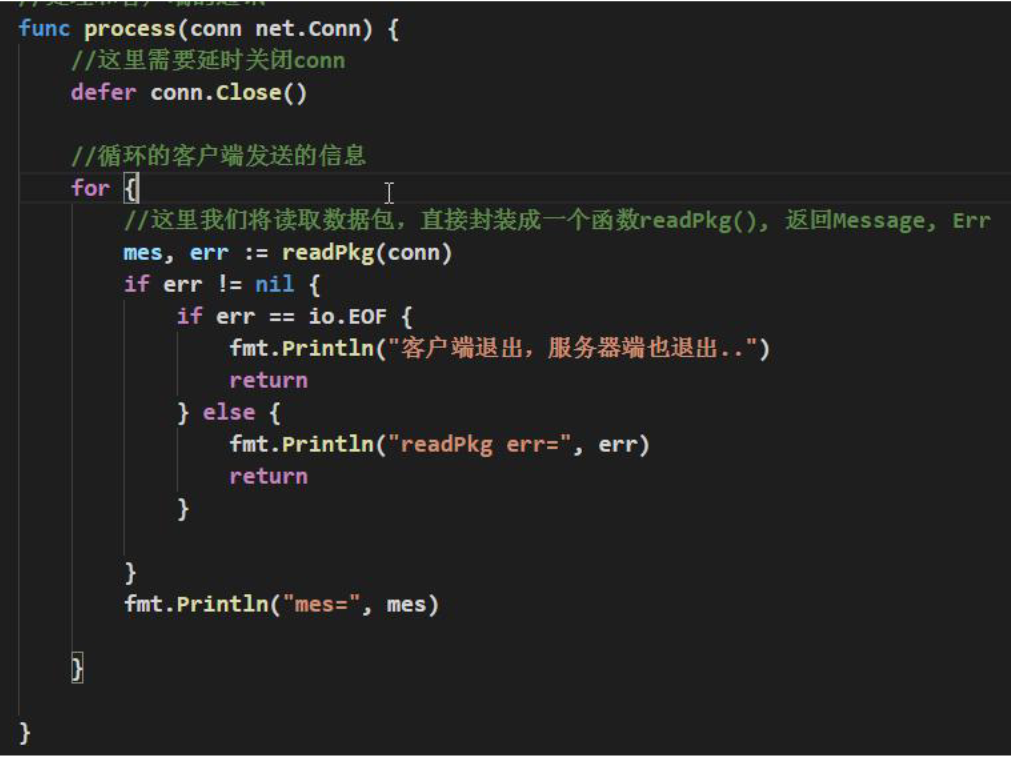 func process(conn net.Conn) {
//这里需要延时关闭conn
defer conn.Close()
//循环的客户端发送的信息
for {
//这里我们将读取数据包，直接封装成一个函数readPkg(), 返回Message, Err
mes, err := readPkg(conn)
if err != nil {
if err == io.EOF {
fmt.Println("客户端退出，服务器端也退出..")
return
} else {
fmt.Println("readPkg err=", err)
return
}
}
fmt.Println("mes=", mes)
}
}